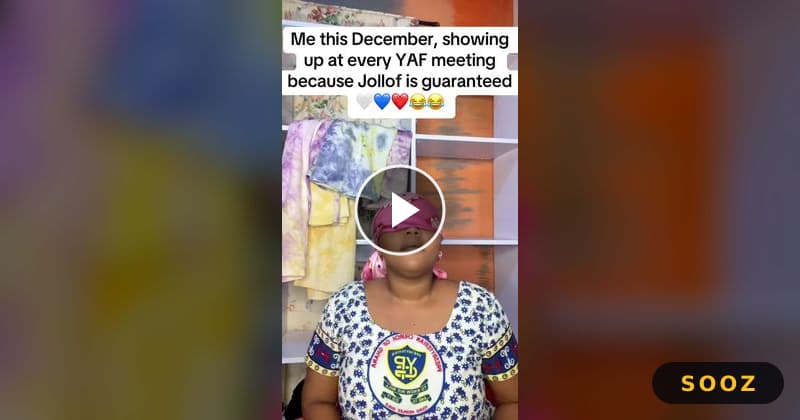 Me this December, showing
up at every YAF meeting
because Jollof is guaranteed
🤍💙❤️😂😂
SOOZ